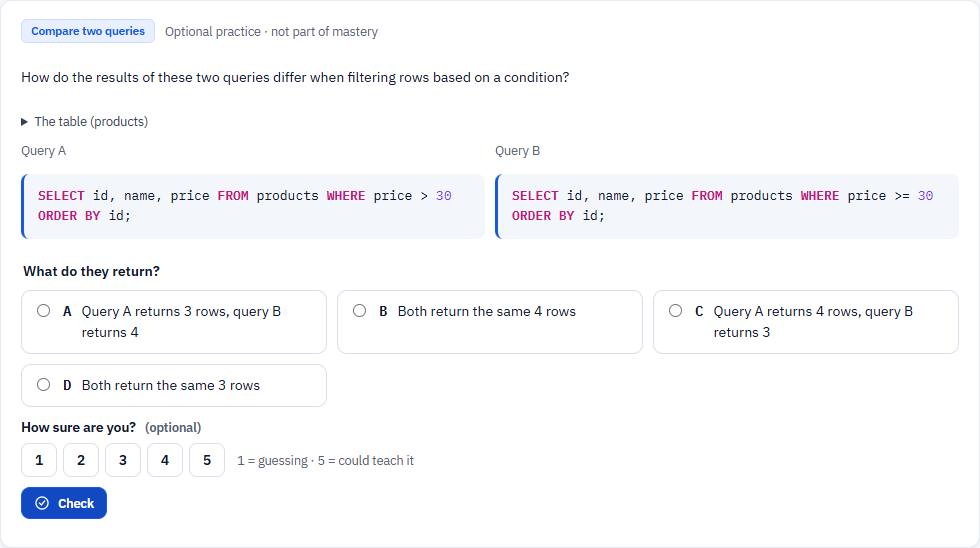 Compare two queries Optional practice · not part of mastery
How do the results of these two queries differ when filtering rows based on a condition?
▶ The table (products)
Query A
SELECT id, name, price FROM products WHERE price > 30
ORDER BY id;
Query B
SELECT id, name, price FROM products WHERE price >= 30
ORDER BY id;
What do they return?
A Query A returns 3 rows, query B
returns 4
B Both return the same 4 rows
C Query A returns 4 rows, query B
returns 3
D Both return the same 3 rows
How sure are you? (optional)
1 2 3 4 5 1 = guessing · 5 = could teach it
Check